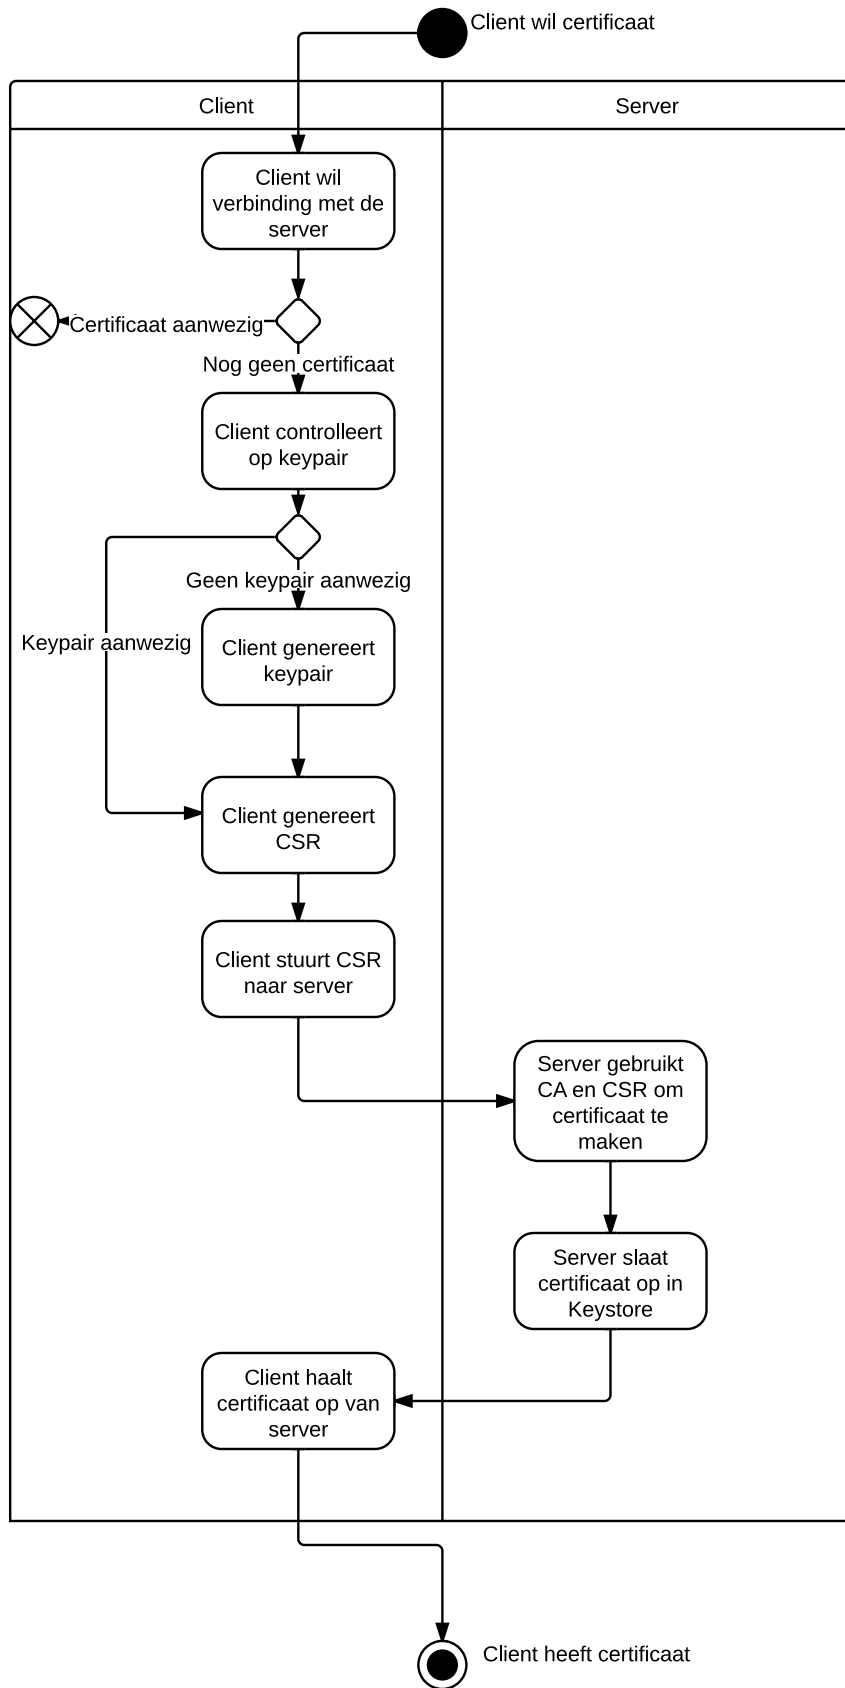 Client wil certificaat
Client
Server
Client wil
verbinding met de
server
Certificaat aanwezig
Nog geen certificaat
Client controlleert
op keypair
Geen keypair aanwezig
Keypair aanwezig
Client genereert
keypair
Client genereert
CSR
Client stuurt CSR
naar server
Server gebruikt
CA en CSR om
certificaat te
maken
Server slaat
certificaat op in
Keystore
Client haalt
certificaat op van
server
Client heeft certificaat